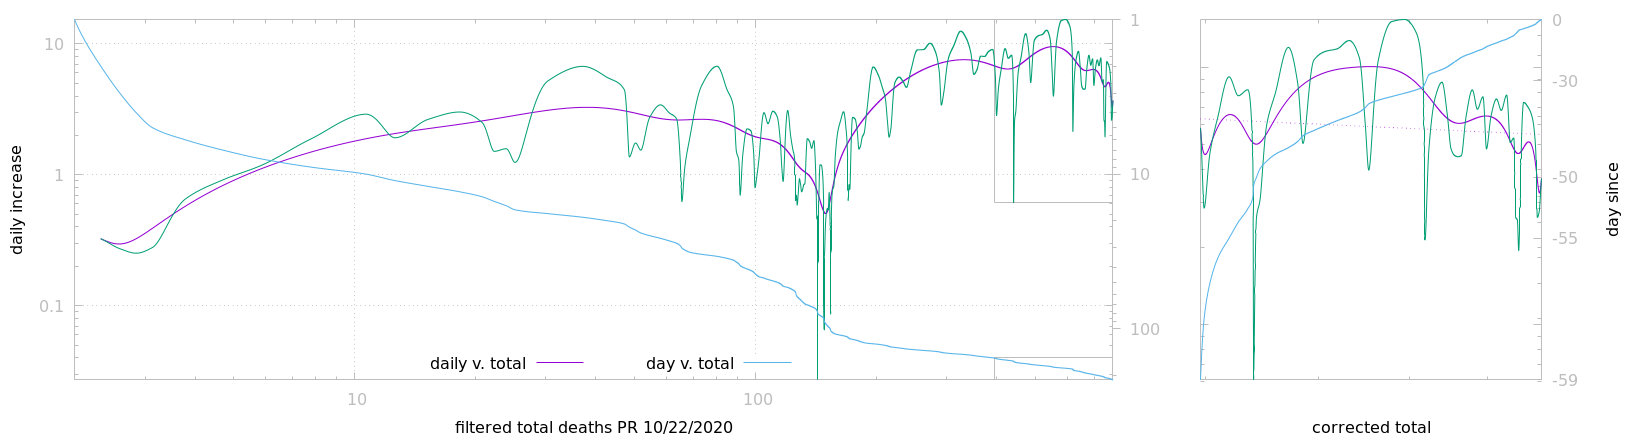 10
1
0.1
daily increase
10
100
filtered total deaths PR 10/22/2020
daily v. total
day v. total
1
10
100
0
-30
-50
-55
-59
day since
corrected total